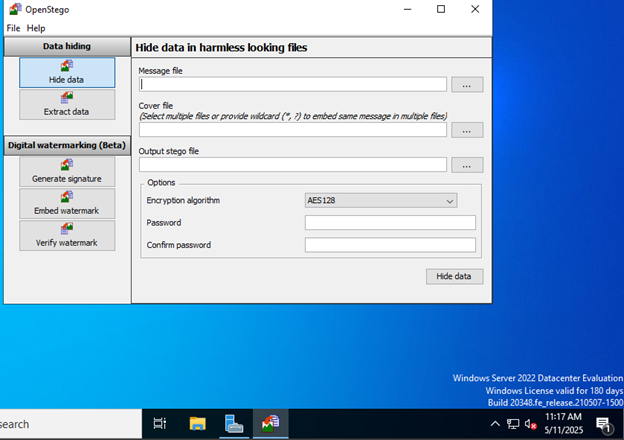 OpenStego
File Help
Data hiding
Hide data
Extract data
Digital watermarking (Beta)
Generate signature
Embed watermark
Verify watermark
Hide data in harmless looking files
Message file
...
Cover file
(Select multiple files or provide wildcard (*, ?) to embed same message in multiple files)
...
Output stego file
...
Options
Encryption algorithm
AES128
Password
Confirm password
Hide data
Windows Server 2022 Datacenter Evaluation
Windows License valid for 180 days
Build 20348.fe_release.210507-1500
search
11:17 AM
5/11/2025
1